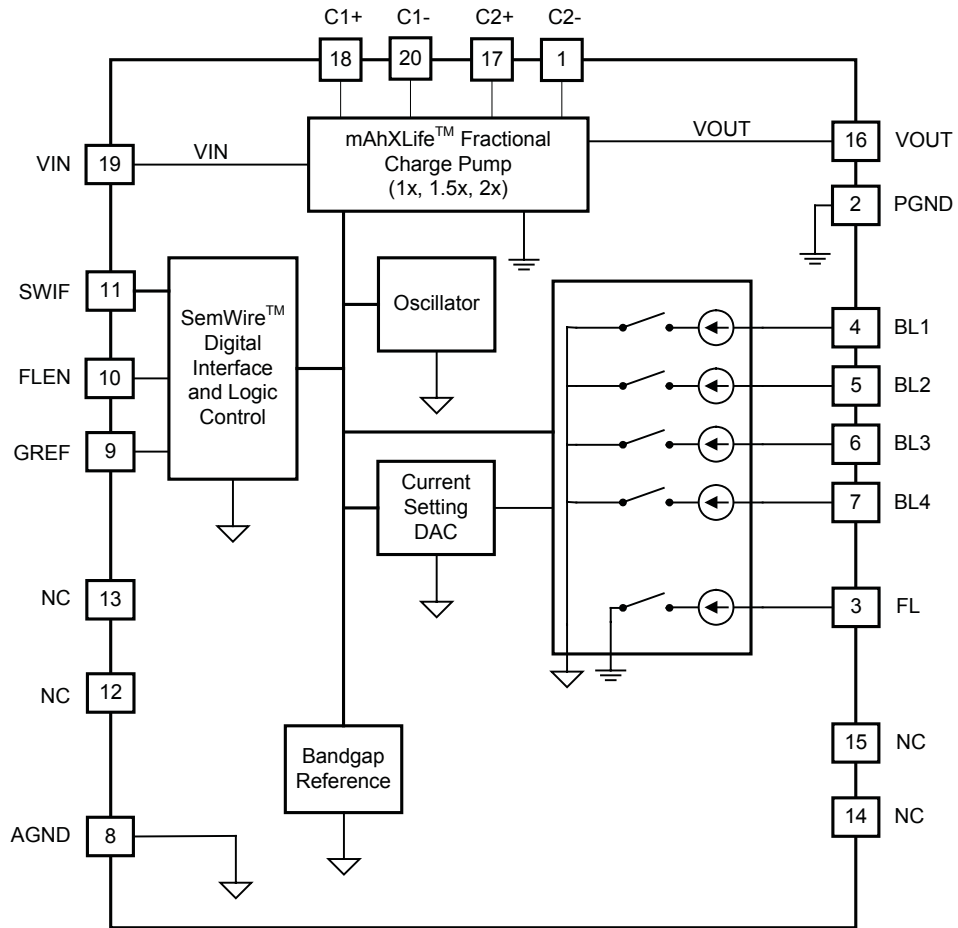 C1+ C1- C2+ C2-
18 20 17 1
mAhXLife™ Fractional
Charge Pump
(1x, 1.5x, 2x)
VIN 19 VIN
VOUT 16 VOUT
2 PGND
SWIF 11
FLEN 10
GREF 9
SemWire™
Digital
Interface
and Logic
Control
Oscillator
4 BL1
5 BL2
6 BL3
7 BL4
Current
Setting
DAC
3 FL
NC 13
NC 12
Bandgap
Reference
15 NC
14 NC
AGND 8